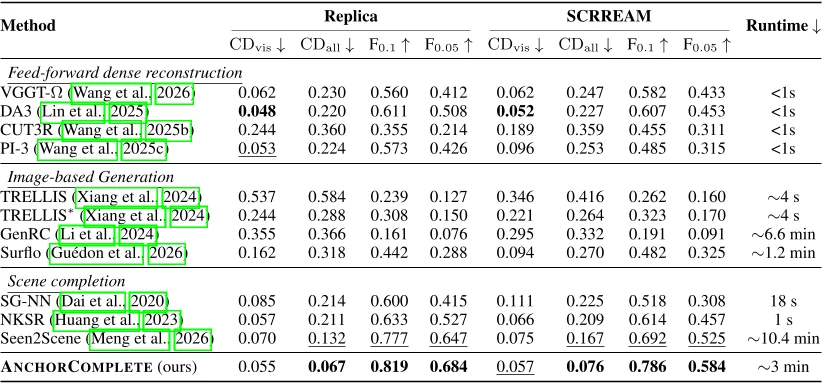 Method Replica SCRREAM Runtime ↓
CDvis ↓ CDall ↓ F0.1 ↑ F0.05 ↑ CDvis ↓ CDall ↓ F0.1 ↑ F0.05 ↑
Feed-forward dense reconstruction
VGGT-Ω (Wang et al., 2026) 0.062 0.230 0.560 0.412 0.062 0.247 0.582 0.433 <1s
DA3 (Lin et al., 2025) 0.048 0.220 0.611 0.508 0.052 0.227 0.607 0.453 <1s
CUT3R (Wang et al., 2025b) 0.244 0.360 0.355 0.214 0.189 0.359 0.455 0.311 <1s
PI-3 (Wang et al., 2025c) 0.053 0.224 0.573 0.426 0.096 0.253 0.485 0.315 <1s
Image-based Generation
TRELLIS (Xiang et al., 2024) 0.537 0.584 0.239 0.127 0.346 0.416 0.262 0.160 ~4 s
TRELLIS* (Xiang et al., 2024) 0.244 0.288 0.308 0.150 0.221 0.264 0.323 0.170 ~4 s
GenRC (Li et al., 2024) 0.355 0.366 0.161 0.076 0.295 0.332 0.191 0.091 ~6.6 min
Surflo (Guédon et al., 2026) 0.162 0.318 0.442 0.288 0.094 0.270 0.482 0.325 ~1.2 min
Scene completion
SG-NN (Dai et al., 2020) 0.085 0.214 0.600 0.415 0.111 0.225 0.518 0.308 18 s
NKSR (Huang et al., 2023) 0.057 0.211 0.633 0.527 0.066 0.209 0.614 0.457 1 s
Seen2Scene (Meng et al., 2026) 0.070 0.132 0.777 0.647 0.075 0.167 0.692 0.525 ~10.4 min
ANCHORCOMPLETE (ours) 0.055 0.067 0.819 0.684 0.057 0.076 0.786 0.584 ~3 min